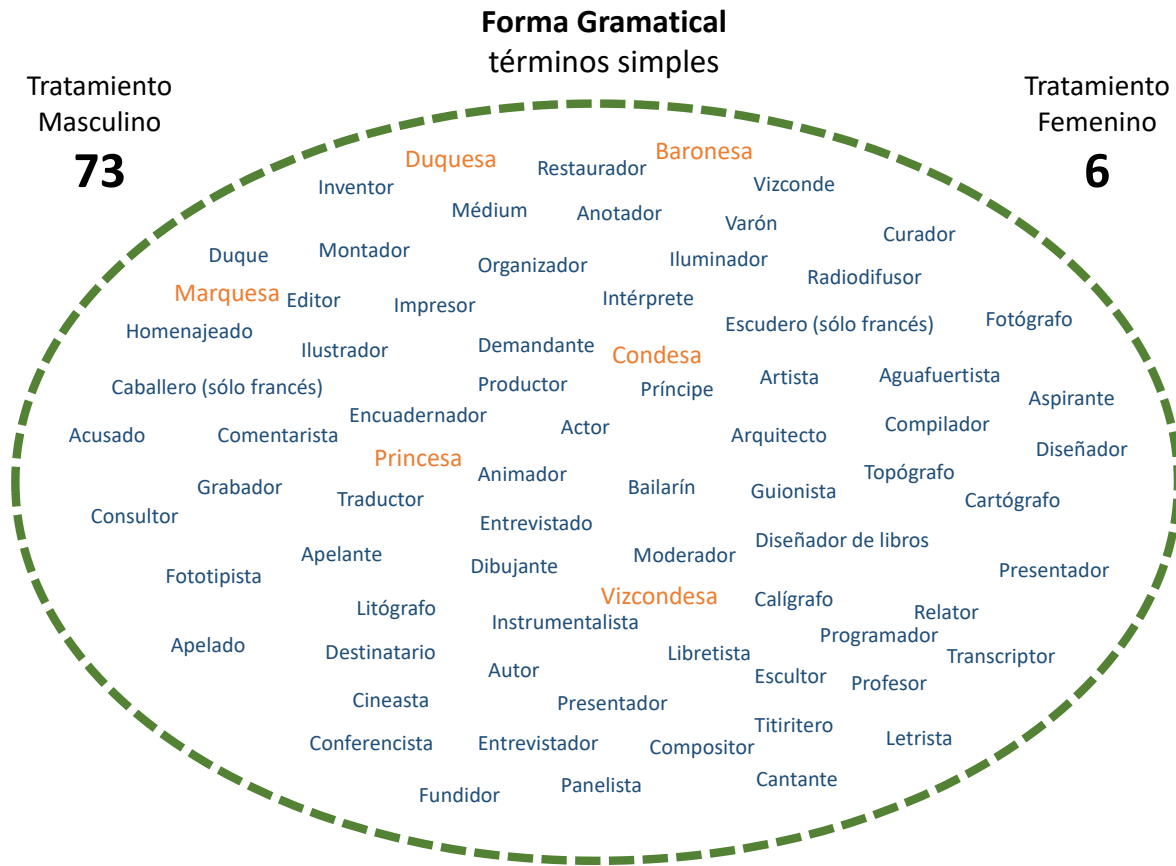 Forma Gramatical
términos simples
Tratamiento
Masculino
73
Tratamiento
Femenino
6
Duquesa
Baronesa
Restaurador
Inventor
Vizconde
Médium
Anotador
Varón
Curador
Duque
Montador
Organizador
Iluminador
Radiodifusor
Marquesa
Editor
Impresor
Intérprete
Homenajeado
Escudero (sólo francés)
Fotógrafo
Ilustrador
Demandante
Condesa
Caballero (sólo francés)
Productor
Príncipe
Artista
Aguafuertista
Aspirante
Encuadernador
Acusado
Comentarista
Actor
Arquitecto
Compilador
Diseñador
Princesa
Animador
Bailarín
Guionista
Topógrafo
Grabador
Traductor
Cartógrafo
Consultor
Entrevistado
Diseñador de libros
Apelante
Dibujante
Moderador
Fototipista
Presentador
Vizcondesa
Calígrafo
Litógrafo
Instrumentalista
Relator
Programador
Apelado
Destinatario
Libretista
Transcriptor
Autor
Escultor
Profesor
Cineasta
Presentador
Titiritero
Conferencista
Entrevistador
Compositor
Letrista
Fundidor
Panelista
Cantante